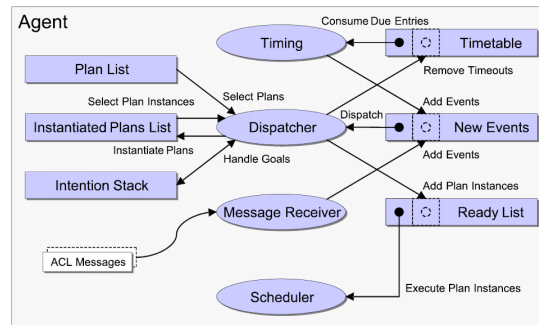 Agent
Consume Due Entries
Timing
Timetable
Plan List
Remove Timeouts
Select Plans
Select Plan Instances
Add Events
Instantiated Plans List
Dispatcher
Dispatch
New Events
Instantiate Plans
Handle Goals
Add Events
Intention Stack
Add Plan Instances
Message Receiver
Ready List
ACL Messages
Execute Plan Instances
Scheduler